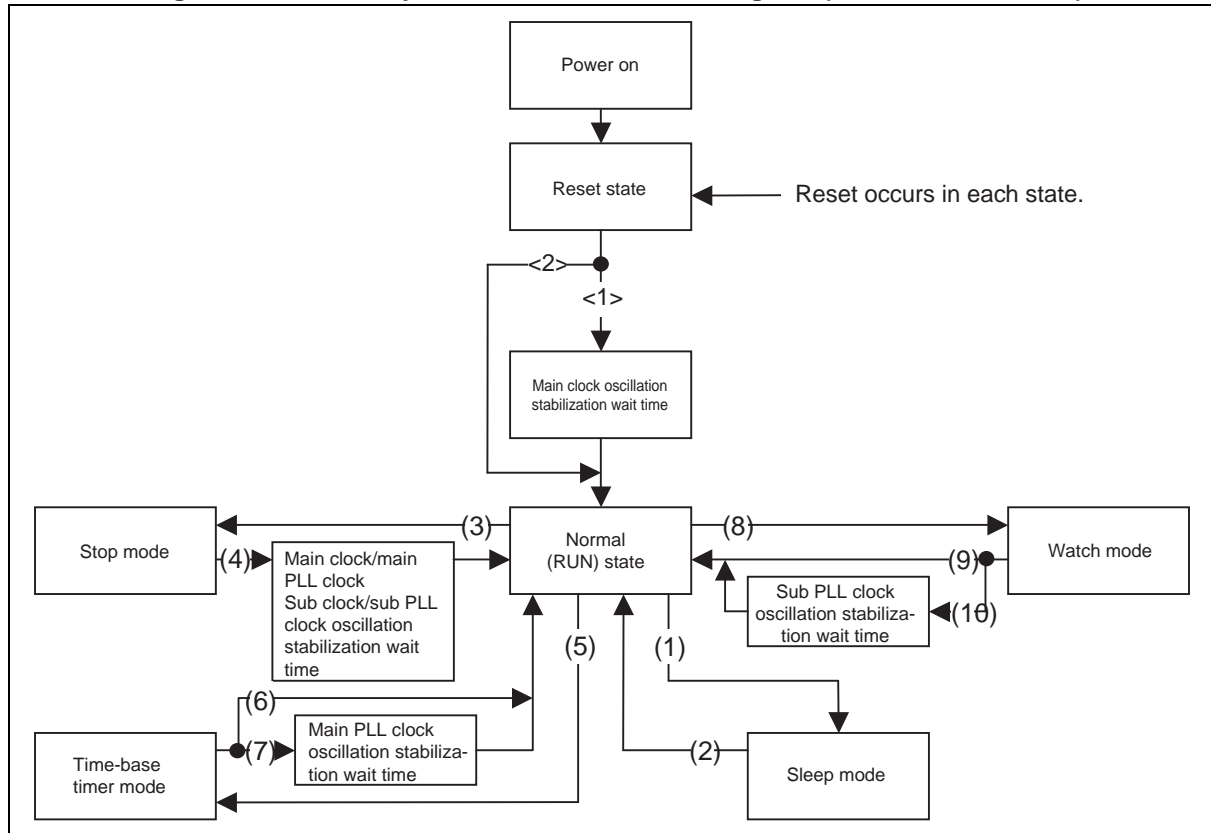 Power on
Reset state
Reset occurs in each state.
<2>
<1>
Main clock oscillation
stabilization wait time
Stop mode
(3)
(4)
Main clock/main
PLL clock
Sub clock/sub PLL
clock oscillation
stabilization wait
time
Normal
(RUN) state
(8)
(9)
(10)
Sub PLL clock
oscillation stabiliza-
tion wait time
Watch mode
(5)
(1)
(6)
(7)
Main PLL clock
oscillation stabiliza-
tion wait time
(2)
Time-base
timer mode
Sleep mode